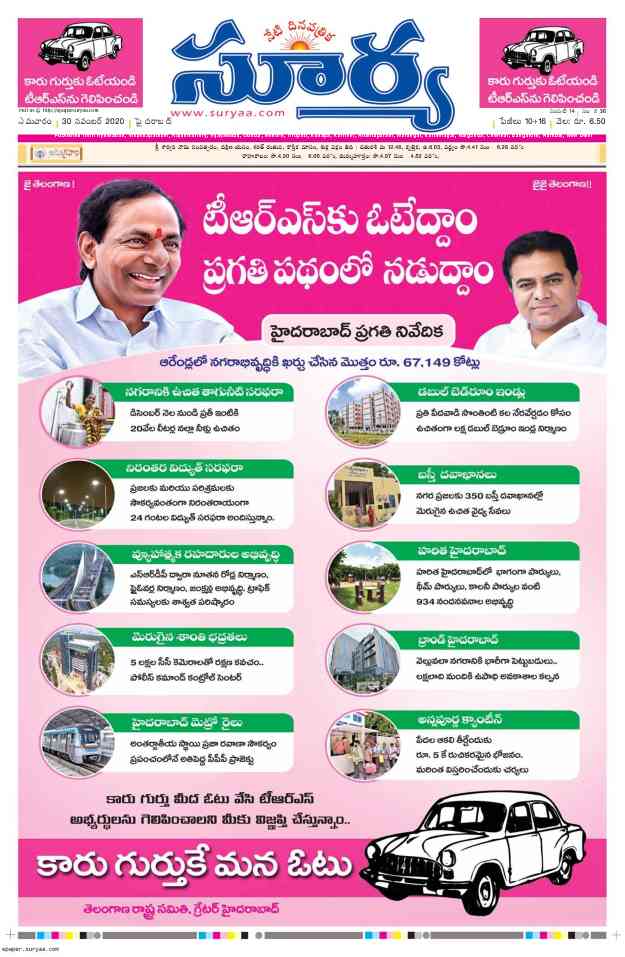 నేటి దినపత్రిక
సూర్య
www.suryaa.com
కారు గుర్తుకు ఓటేయండి
టీఆర్ఎస్‌ను గెలిపించండి
కారు గుర్తుకు ఓటేయండి
టీఆర్ఎస్‌ను గెలిపించండి
30 నవంబర్ 2020
పేజీలు 10+16 | వెల: రూ. 6.50
జై తెలంగాణ !
జైజై తెలంగాణ!!
టీఆర్ఎస్‌కు ఓటేద్దాం
ప్రగతి పథంలో నడుద్దాం
హైదరాబాద్ ప్రగతి నివేదిక
ఆరేండ్లలో నగరాభివృద్ధికి ఖర్చు చేసిన మొత్తం రూ. 67,149 కోట్లు
నగరానికి ఉచిత తాగునీటి సరఫరా
డిసెంబర్ నెల నుండి ప్రతీ ఇంటికి
20వేల లీటర్ల నల్లా నీళ్లు ఉచితం
నిరంతర విద్యుత్ సరఫరా
ప్రజలకు మరియు పరిశ్రమలకు
సౌకర్యవంతంగా నిరంతరాయంగా
24 గంటల విద్యుత్ సరఫరా అందిస్తున్నాం.
వ్యూహాత్మక రహదారుల అభివృద్ధి
ఎస్ఆర్‌డీపీ ద్వారా నూతన రోడ్ల నిర్మాణం,
ఫ్లైఓవర్ల నిర్మాణం, జంక్షన్ల అభివృద్ధి, ట్రాఫిక్
సమస్యలకు శాశ్వత పరిష్కారం
మెరుగైన శాంతి భద్రతలు
5 లక్షల సీసీ కెమెరాలతో రక్షణ కవచం..
పోలీస్ కమాండ్ కంట్రోల్ సెంటర్
హైదరాబాద్ మెట్రో రైలు
అంతర్జాతీయ స్థాయి ప్రజా రవాణా సౌకర్యం
ప్రపంచంలోనే అతిపెద్ద పీపీపీ ప్రాజెక్టు
డబుల్ బెడ్‌రూం ఇండ్లు
ప్రతి పేదవాడి సొంతింటి కల నేరవేర్చడం కోసం
ఉచితంగా లక్ష డబుల్ బెడ్రూం ఇండ్ల నిర్మాణం
బస్తీ దవాఖానలు
నగర ప్రజలకు 350 బస్తీ దవాఖానల్లో
మెరుగైన ఉచిత వైద్య సేవలు
హరిత హైదరాబాద్
హరిత హైదరాబాద్‌లో భాగంగా పార్కులు,
థీమ్ పార్కులు, కాలనీ పార్కుల వంటి
934 నందనవనాల అభివృద్ధి
బ్రాండ్ హైదరాబాద్
వెల్లువలా నగరానికి భారీగా పెట్టుబడులు..
లక్షలాది మందికి ఉపాధి అవకాశాల కల్పన
అన్నపూర్ణ క్యాంటీన్
పేదల ఆకలి తీర్చేందుకు
రూ. 5 కే రుచికరమైన భోజనం.
మరింత విస్తరించేందుకు చర్యలు
కారు గుర్తు మీద ఓటు వేసి టీఆర్ఎస్
అభ్యర్థులను గెలిపించాలని మీకు విజ్ఞప్తి చేస్తున్నాం..
కారు గుర్తుకే మన ఓటు
తెలంగాణ రాష్ట్ర సమితి, గ్రేటర్ హైదరాబాద్
epaper.suryaa.com